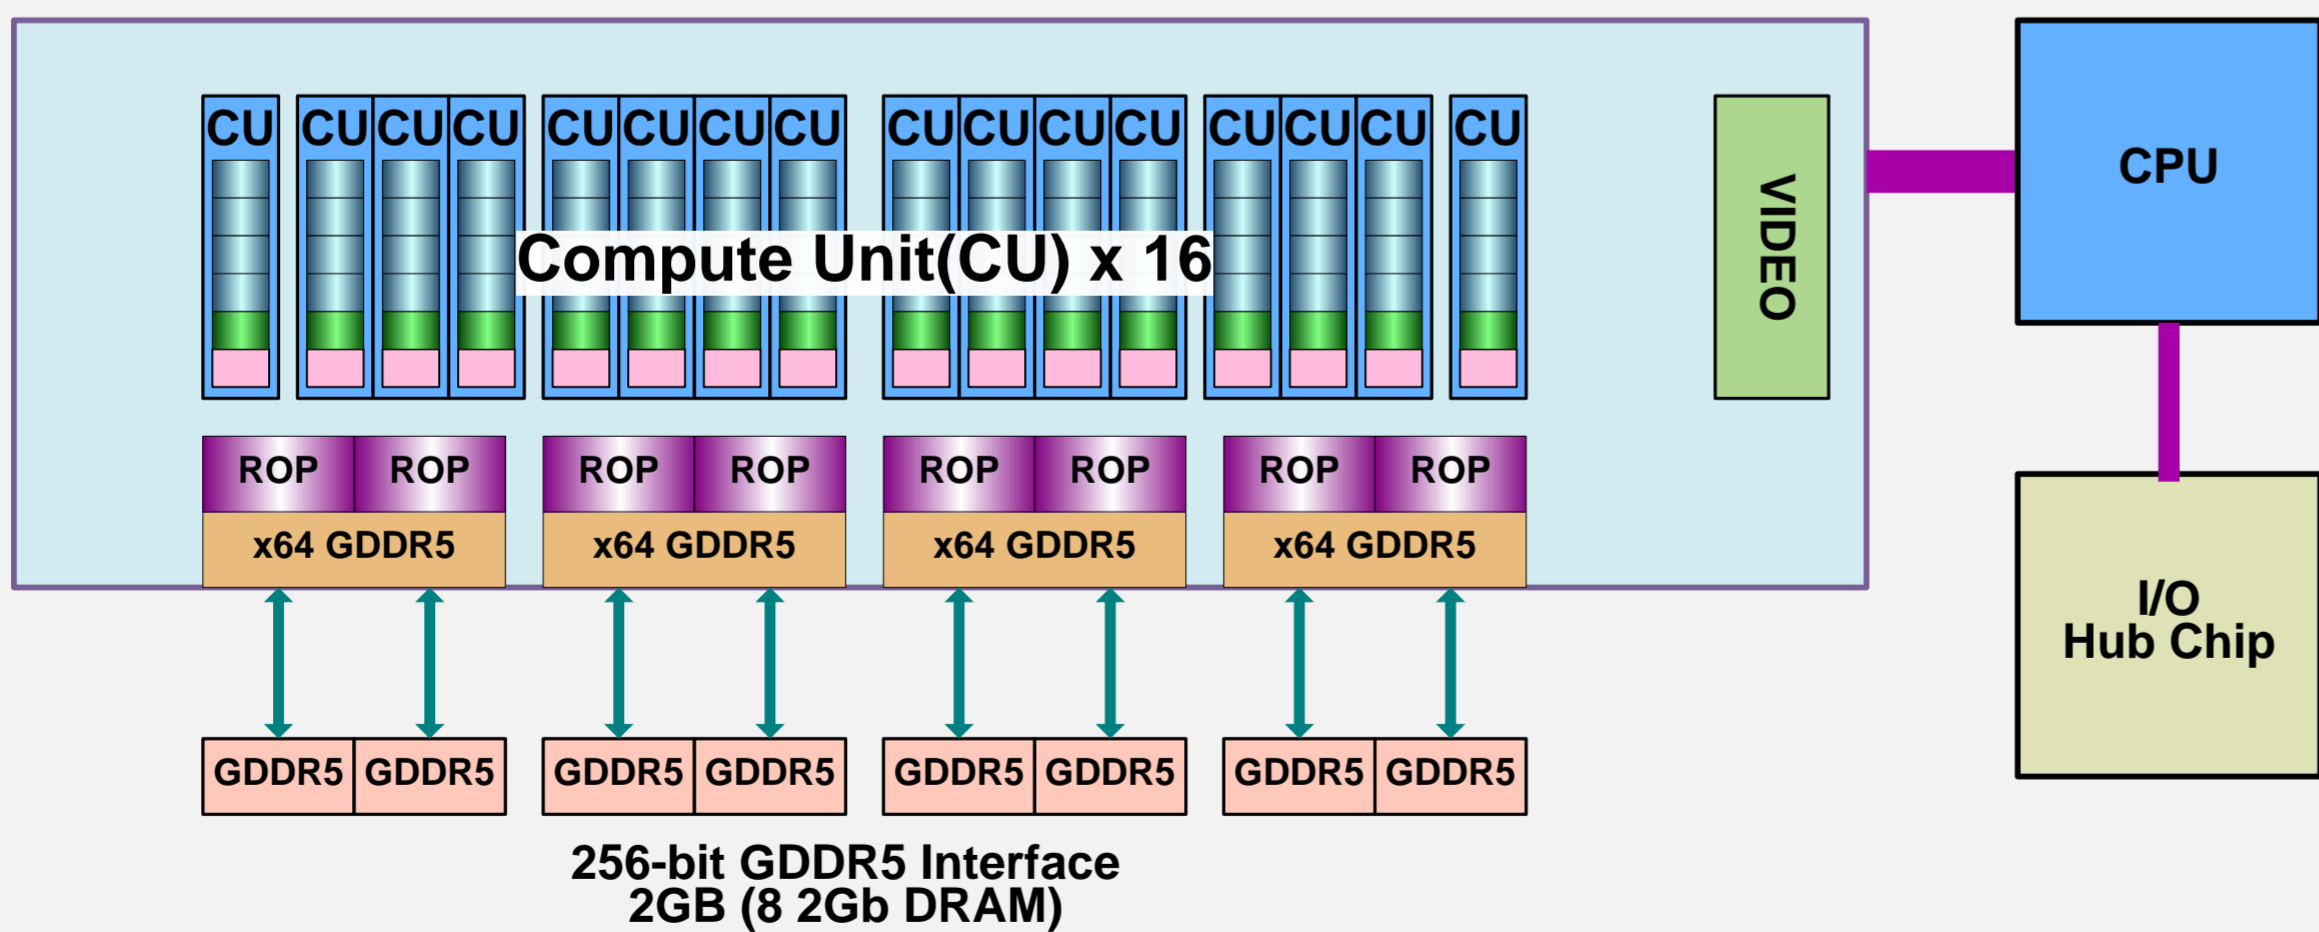 CU CU CU CU CU CU CU CU CU CU CU CU CU CU CU CU
Compute Unit(CU) x 16
VIDEO
CPU
ROP ROP ROP ROP ROP ROP ROP ROP
x64 GDDR5 x64 GDDR5 x64 GDDR5 x64 GDDR5
I/O
Hub Chip
GDDR5 GDDR5 GDDR5 GDDR5 GDDR5 GDDR5 GDDR5 GDDR5
256-bit GDDR5 Interface
2GB (8 2Gb DRAM)